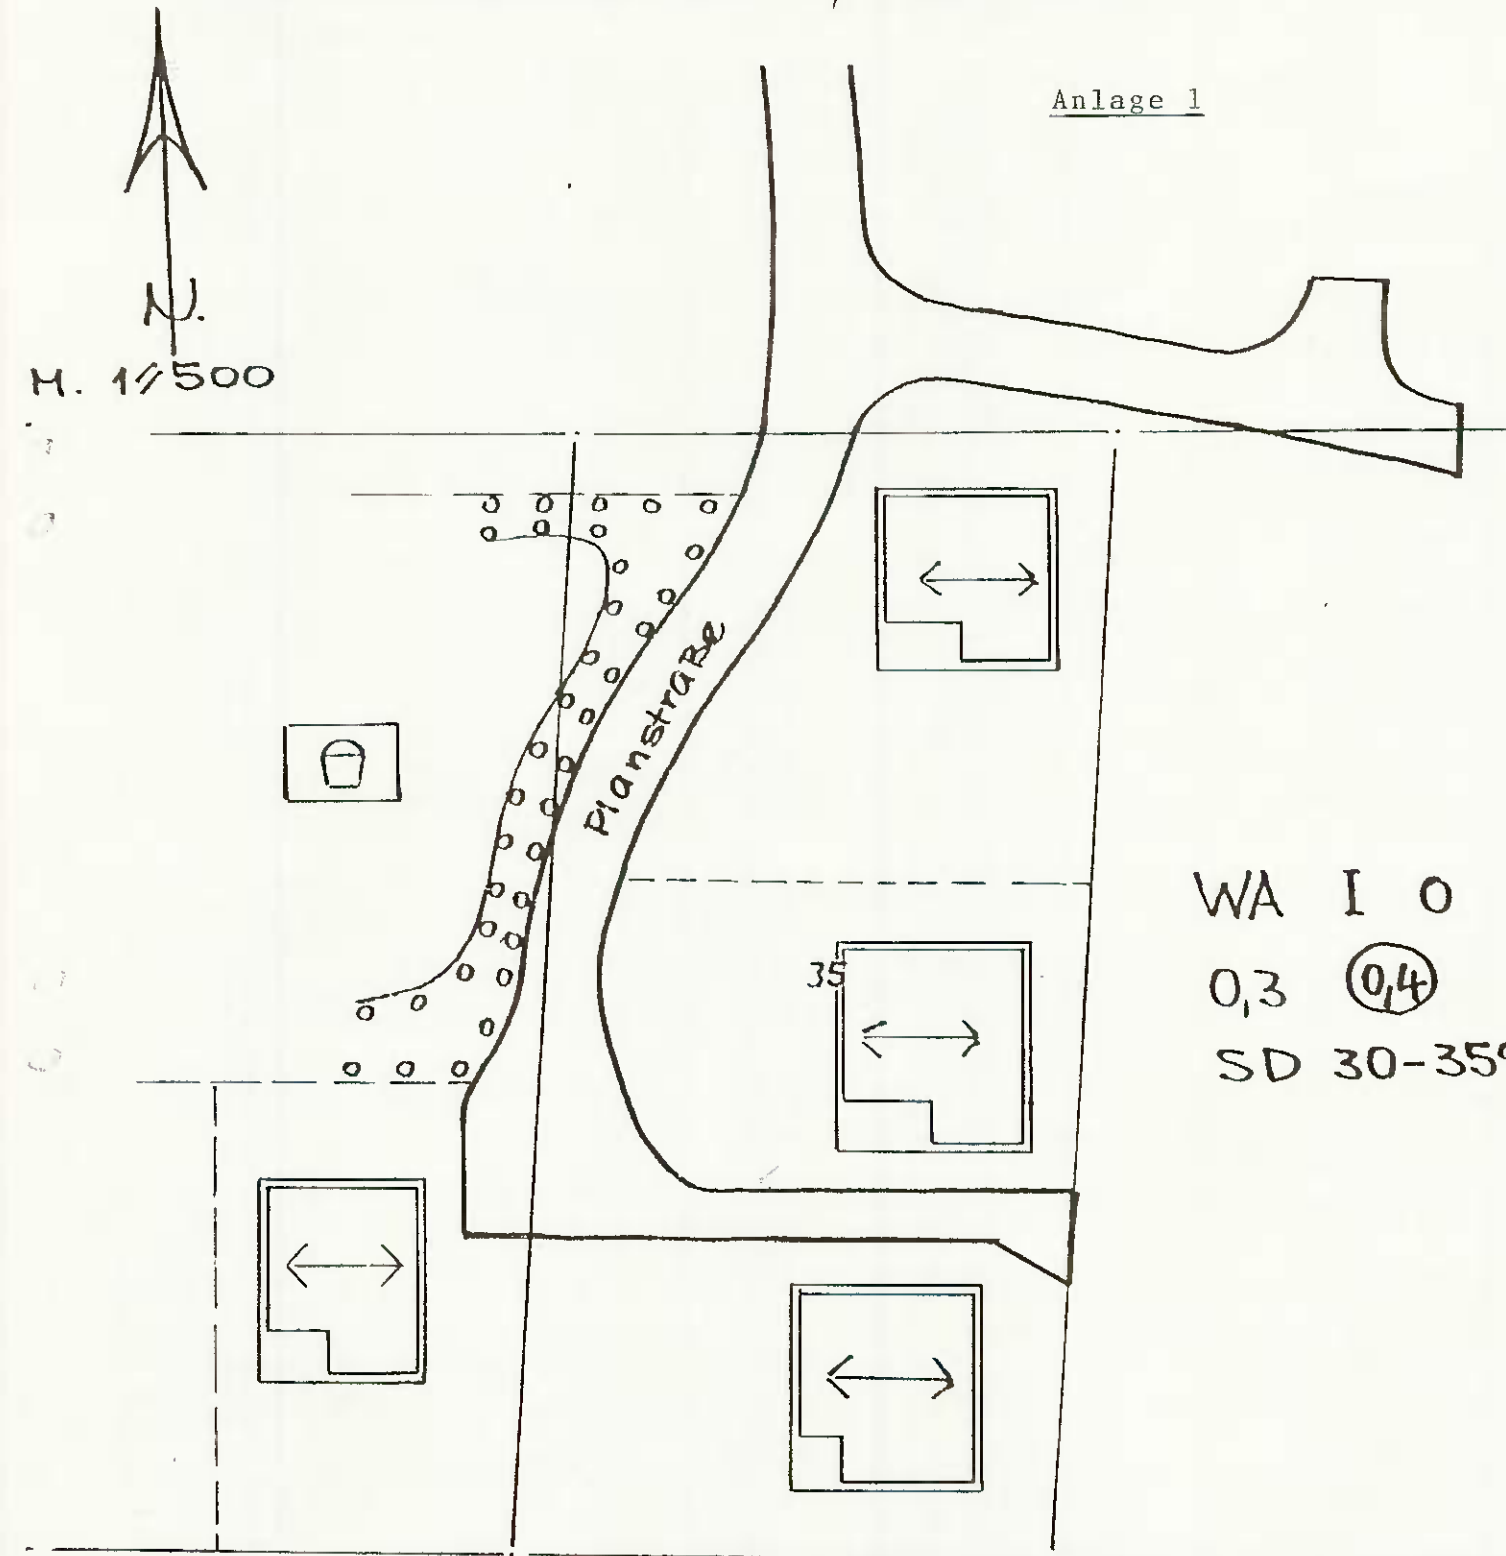 Anlage 1
N.
M. 1/500
Planstraße
35
WA I O
0,3 0,4
SD 30-35°